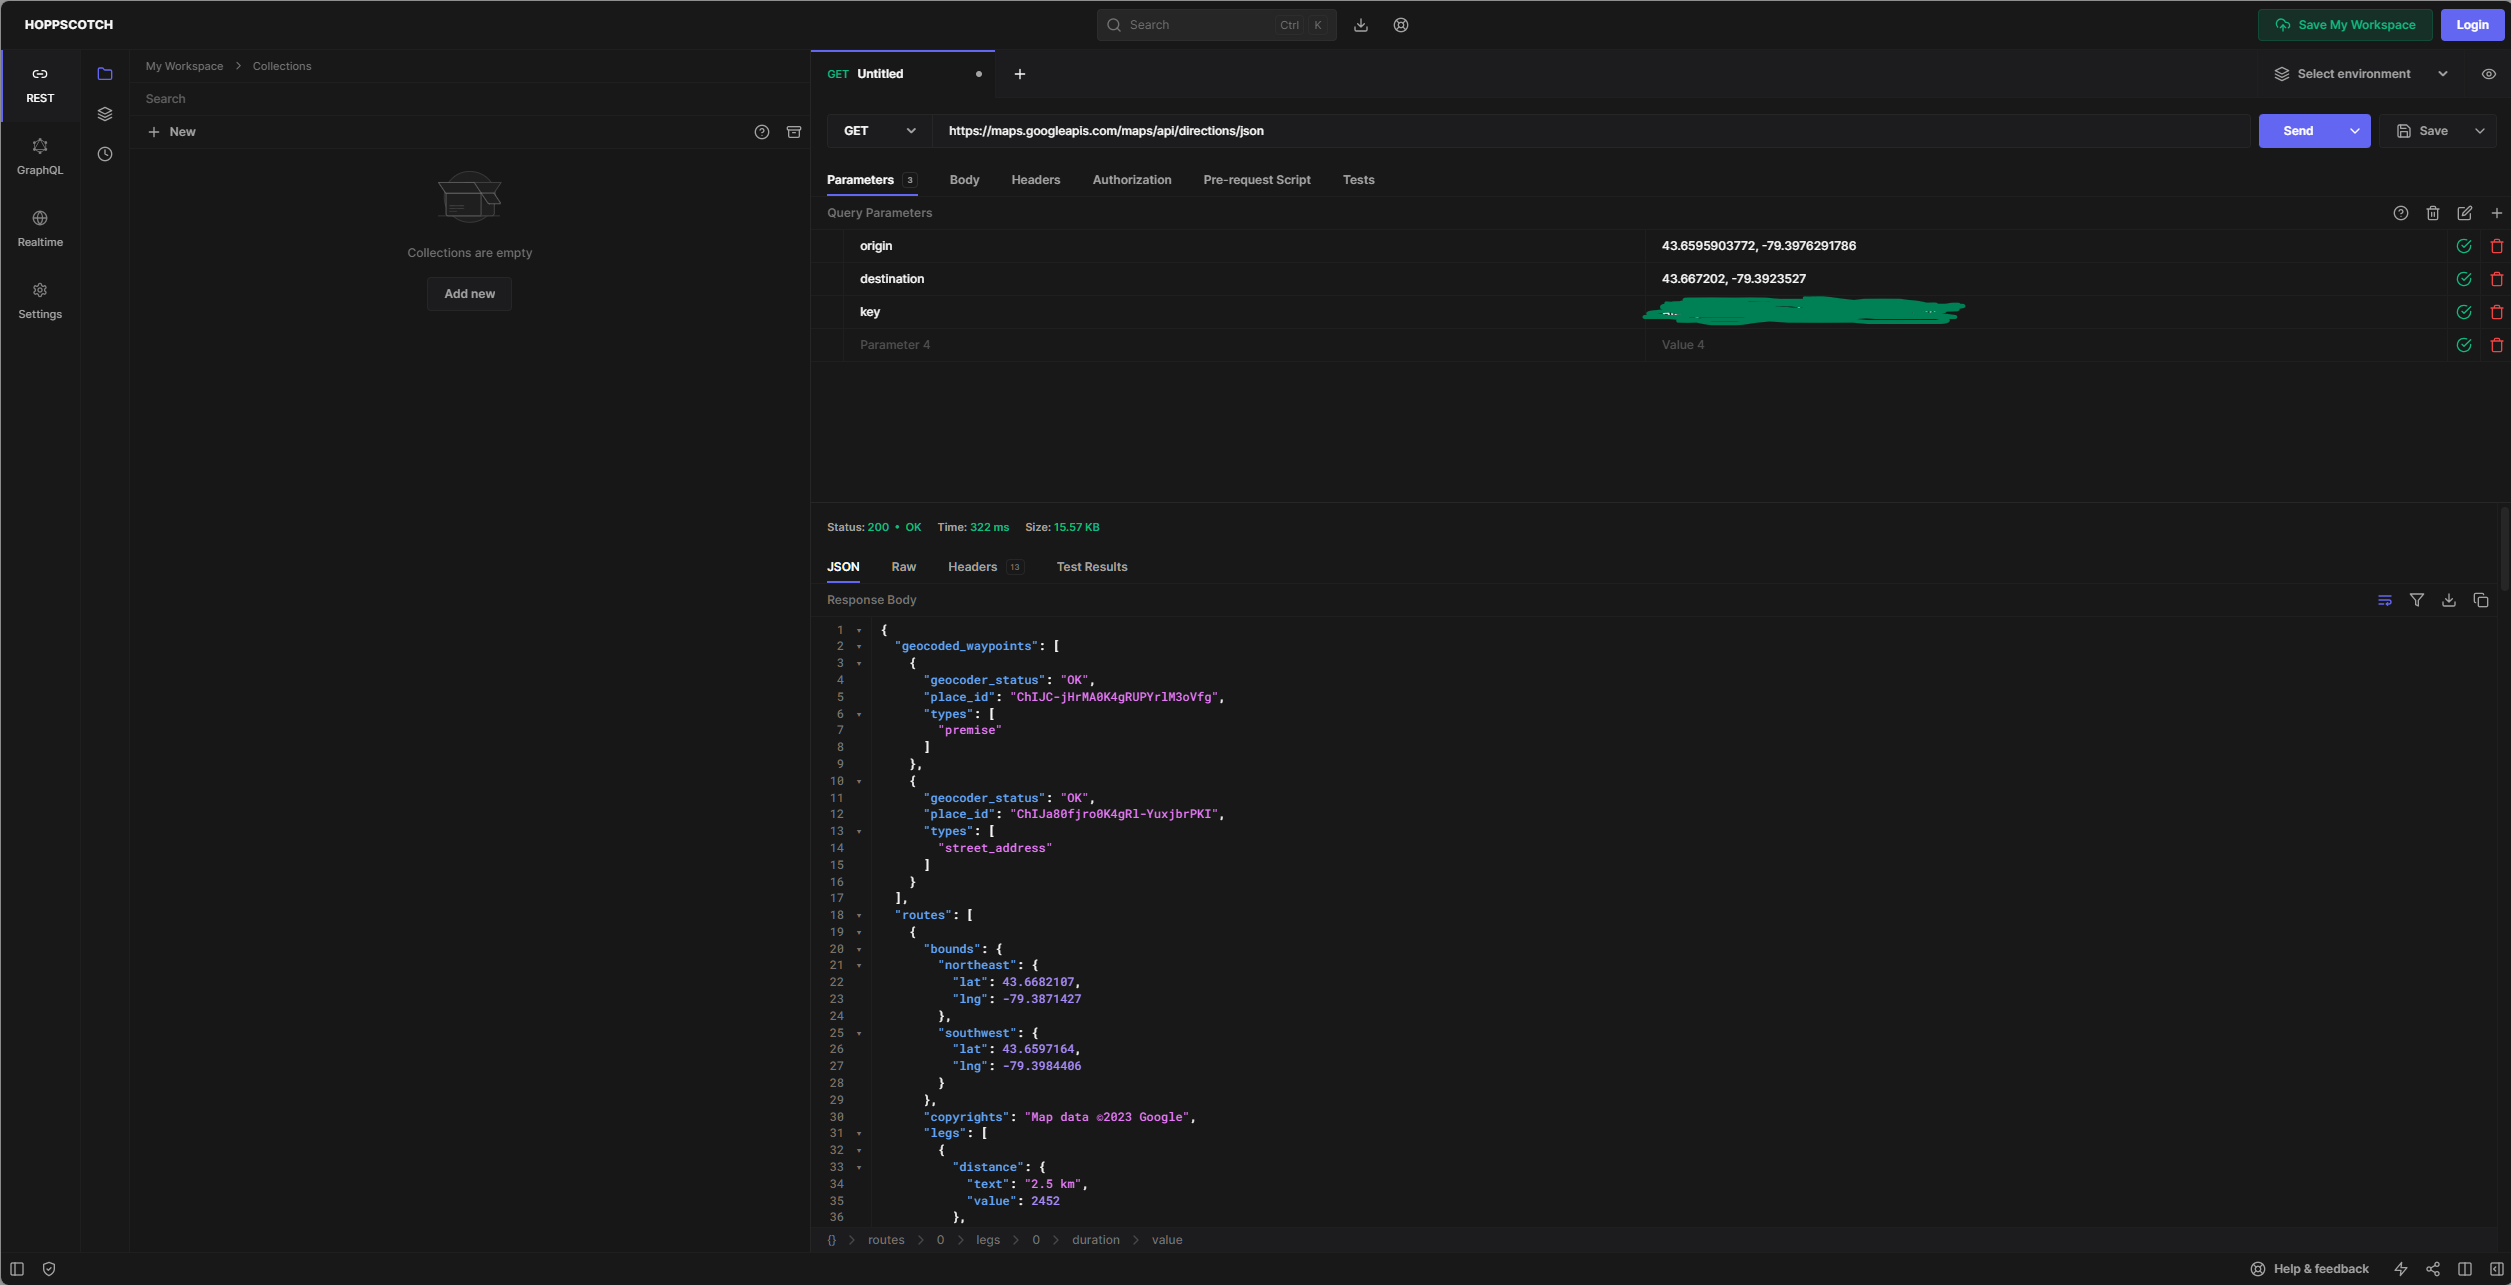 HOPPSCOTCH
Search Ctrl K
Save My Workspace
Login
REST
GraphQL
Realtime
Settings
My Workspace > Collections
Search
+ New
Collections are empty
Add new
GET Untitled
Select environment
GET https://maps.googleapis.com/maps/api/directions/json
Send
Save
Parameters 3 Body Headers Authorization Pre-request Script Tests
Query Parameters
origin 43.6595903772, -79.3976291786
destination 43.667202, -79.3923527
key
Parameter 4 Value 4
Status: 200 • OK Time: 322 ms Size: 15.57 KB
JSON Raw Headers 13 Test Results
Response Body
1 {
2 "geocoded_waypoints": [
3 {
4 "geocoder_status": "OK",
5 "place_id": "ChIJC-jHrMA0K4gRUPYrlM3oVfg",
6 "types": [
7 "premise"
8 ]
9 },
10 {
11 "geocoder_status": "OK",
12 "place_id": "ChIJa80fjro0K4gRl-YuxjbrPKI",
13 "types": [
14 "street_address"
15 ]
16 }
17 ],
18 "routes": [
19 {
20 "bounds": {
21 "northeast": {
22 "lat": 43.6682107,
23 "lng": -79.3871427
24 },
25 "southwest": {
26 "lat": 43.6597164,
27 "lng": -79.3984406
28 }
29 },
30 "copyrights": "Map data ©2023 Google",
31 "legs": [
32 {
33 "distance": {
34 "text": "2.5 km",
35 "value": 2452
36 },
{} > routes > 0 > legs > 0 > duration > value
Help & feedback